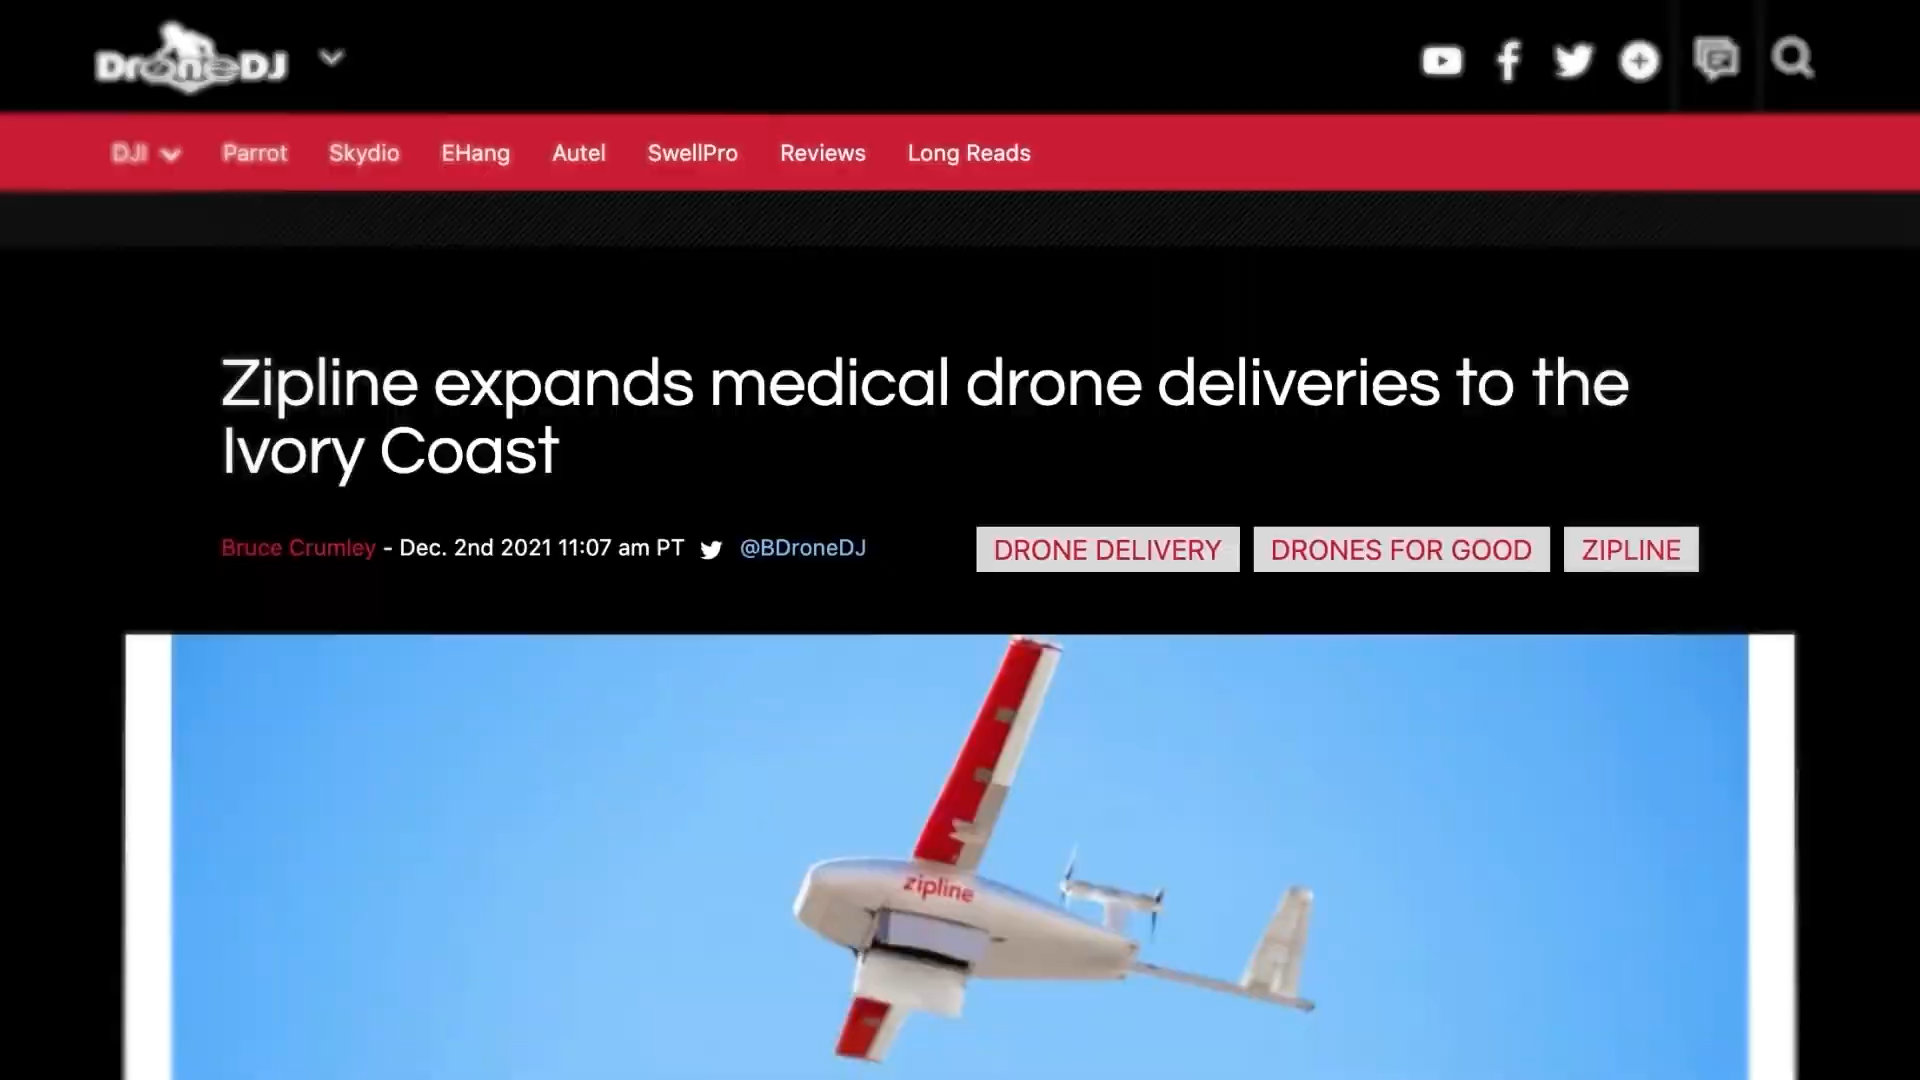 DroneDJ
DJI Parrot Skydio EHang Autel SwellPro Reviews Long Reads
Zipline expands medical drone deliveries to the
Ivory Coast
Bruce Crumley - Dec. 2nd 2021 11:07 am PT @BDroneDJ DRONE DELIVERY DRONES FOR GOOD ZIPLINE
zipline